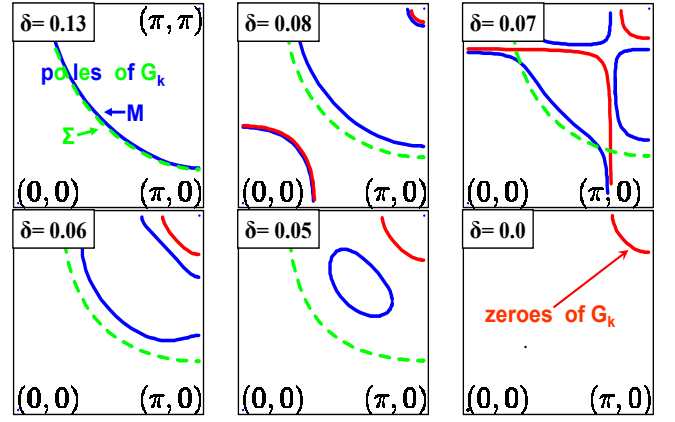 δ= 0.13
(π, π)
poles of G_k
M
Σ
(0, 0)
(π, 0)
δ= 0.08
(0, 0)
(π, 0)
δ= 0.07
(0, 0)
(π, 0)
δ= 0.06
(0, 0)
(π, 0)
δ= 0.05
(0, 0)
(π, 0)
δ= 0.0
zeroes of G_k
(0, 0)
(π, 0)